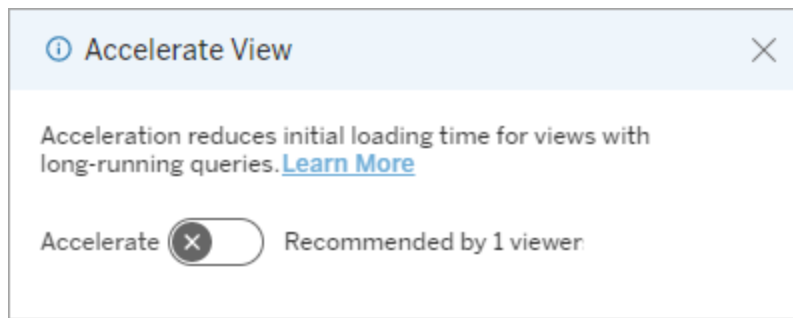 Accelerate View
Acceleration reduces initial loading time for views with
long-running queries. Learn More
Accelerate Recommended by 1 viewer